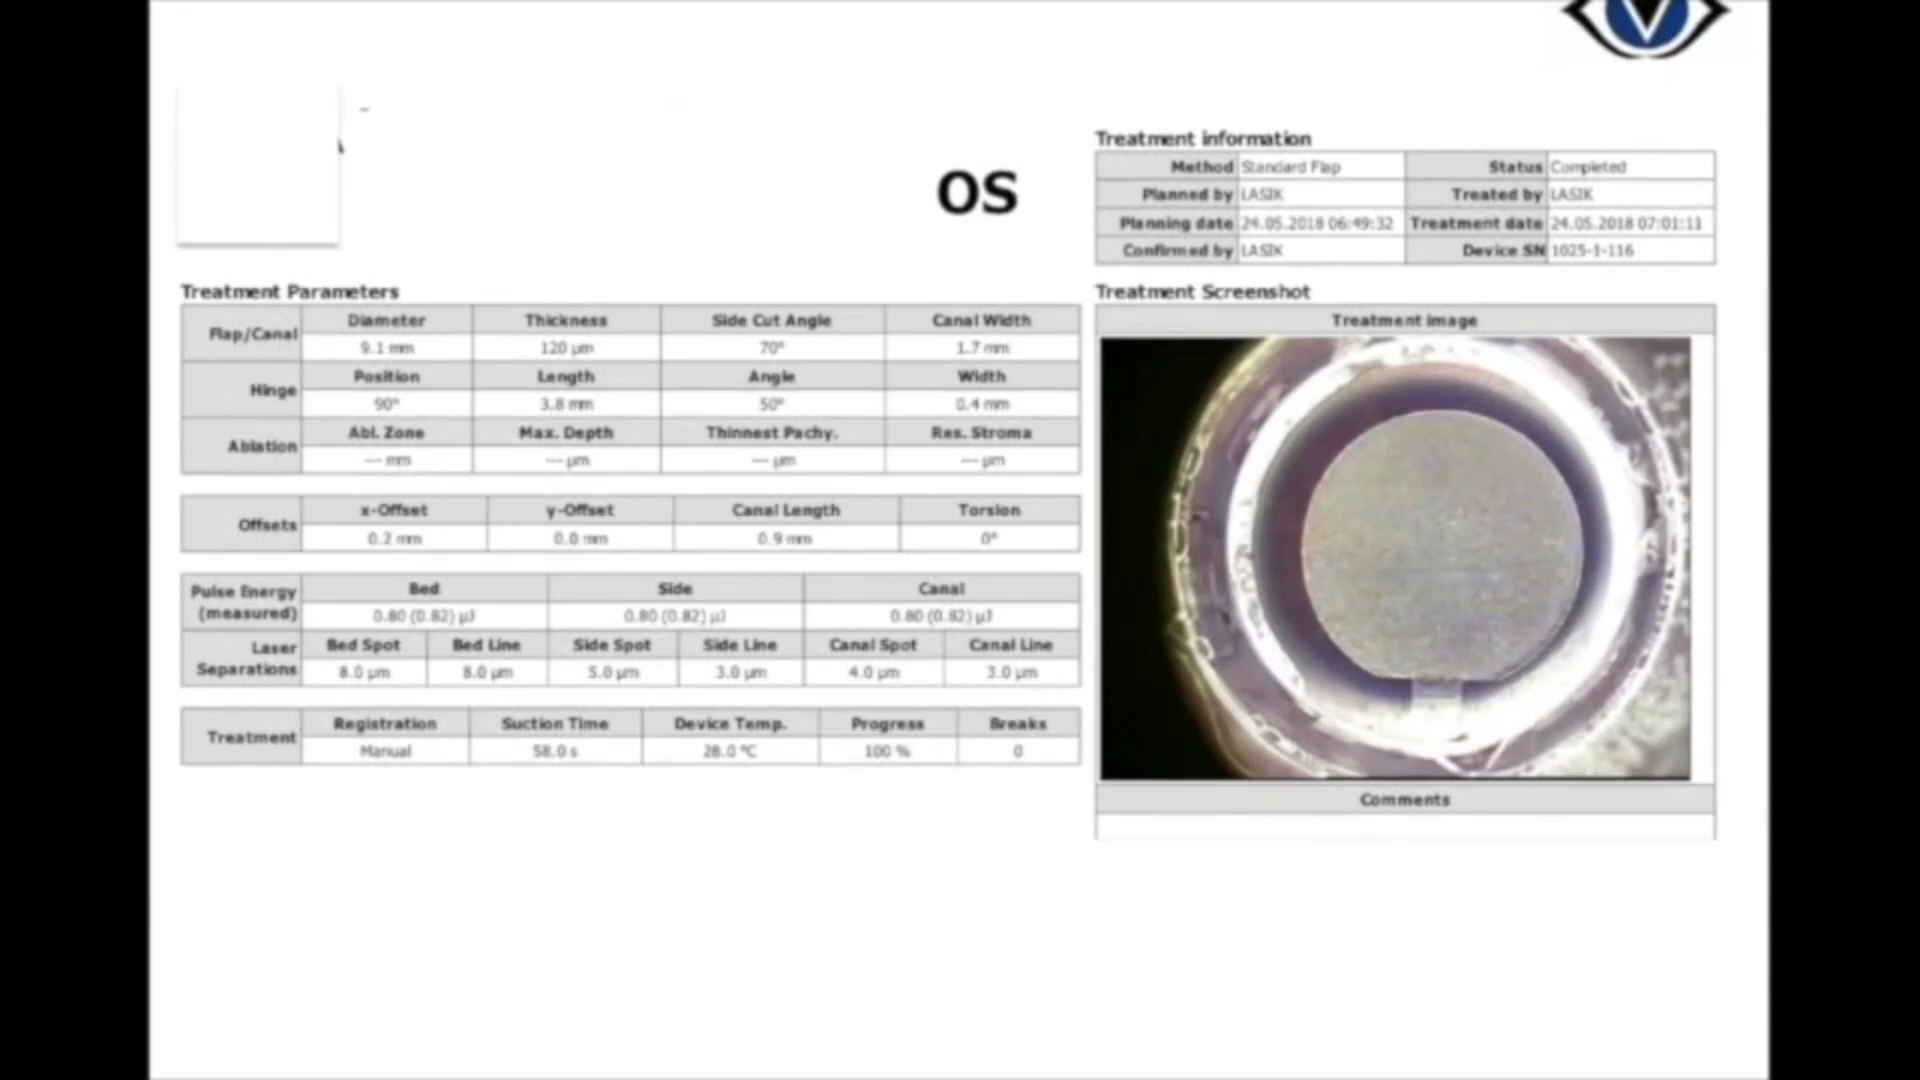 OS
Treatment Information
Method Standard Flap Status Completed
Planned by LASIK Treated by LASIK
Planning date 24.05.2018 06:49:32 Treatment date 24.05.2018 07:01:11
Confirmed by LASIK Device SN 1025-1-116
Treatment Parameters
Flap/Canal Diameter Thickness Side Cut Angle Canal Width
9.1 mm 120 µm 70° 1.7 mm
Hinge Position Length Angle Width
90° 3.8 mm 50° 0.4 mm
Ablation Abl. Zone Max. Depth Thinnest Pachy. Res. Stroma
--- mm --- µm --- µm --- µm
Offsets x-Offset y-Offset Canal Length Torsion
0.2 mm 0.0 mm 0.9 mm 0°
Pulse Energy (measured) Bed Side Canal
0.80 (0.82) µJ 0.80 (0.82) µJ 0.80 (0.82) µJ
Laser Separations Bed Spot Bed Line Side Spot Side Line Canal Spot Canal Line
8.0 µm 8.0 µm 5.0 µm 3.0 µm 4.0 µm 3.0 µm
Treatment Registration Suction Time Device Temp. Progress Breaks
Manual 58.0 s 28.0 °C 100 % 0
Treatment Screenshot
Treatment image
Comments